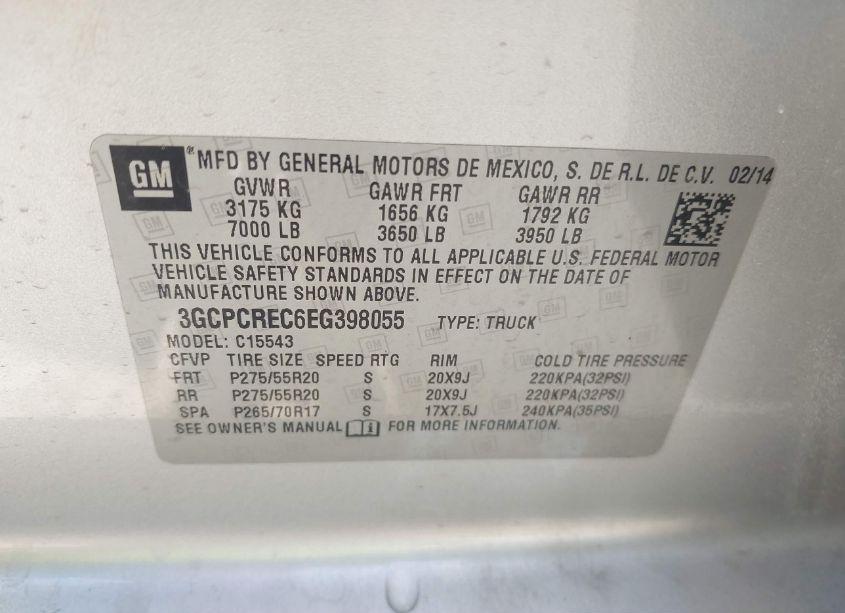 GM ® MFD BY GENERAL MOTORS DE MEXICO, S. DE R.L. DE C.V. 02/14
GVWR GAWR FRT GAWR RR
3175 KG 1656 KG 1792 KG
7000 LB 3650 LB 3950 LB
THIS VEHICLE CONFORMS TO ALL APPLICABLE U.S. FEDERAL MOTOR
VEHICLE SAFETY STANDARDS IN EFFECT ON THE DATE OF
MANUFACTURE SHOWN ABOVE.
3GCPCREC6EG398055 TYPE: TRUCK
MODEL: C15543
CFVP TIRE SIZE SPEED RTG RIM COLD TIRE PRESSURE
FRT P275/55R20 S 20X9J 220KPA(32PSI)
RR P275/55R20 S 20X9J 220KPA(32PSI)
SPA P265/70R17 S 17X7.5J 240KPA(35PSI)
SEE OWNER'S MANUAL i FOR MORE INFORMATION.